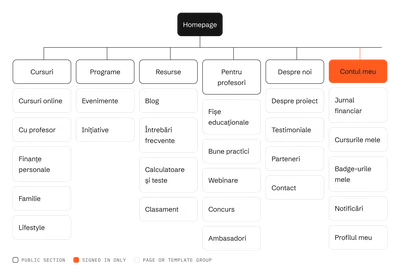 Homepage
Cursuri
Programe
Resurse
Pentru
profesori
Despre noi
Contul meu
Cursuri online
Cu profesor
Finanțe
personale
Familie
Lifestyle
Evenimente
Inițiative
Blog
Întrebări
frecvente
Calculatoare
și teste
Clasament
Fișe
educaționale
Bune practici
Webinare
Concurs
Ambasadori
Despre proiect
Testimoniale
Parteneri
Contact
Jurnal
financiar
Cursurile mele
Badge-urile
mele
Notificări
Profilul meu
PUBLIC SECTION
SIGNED IN ONLY
PAGE OR TEMPLATE GROUP